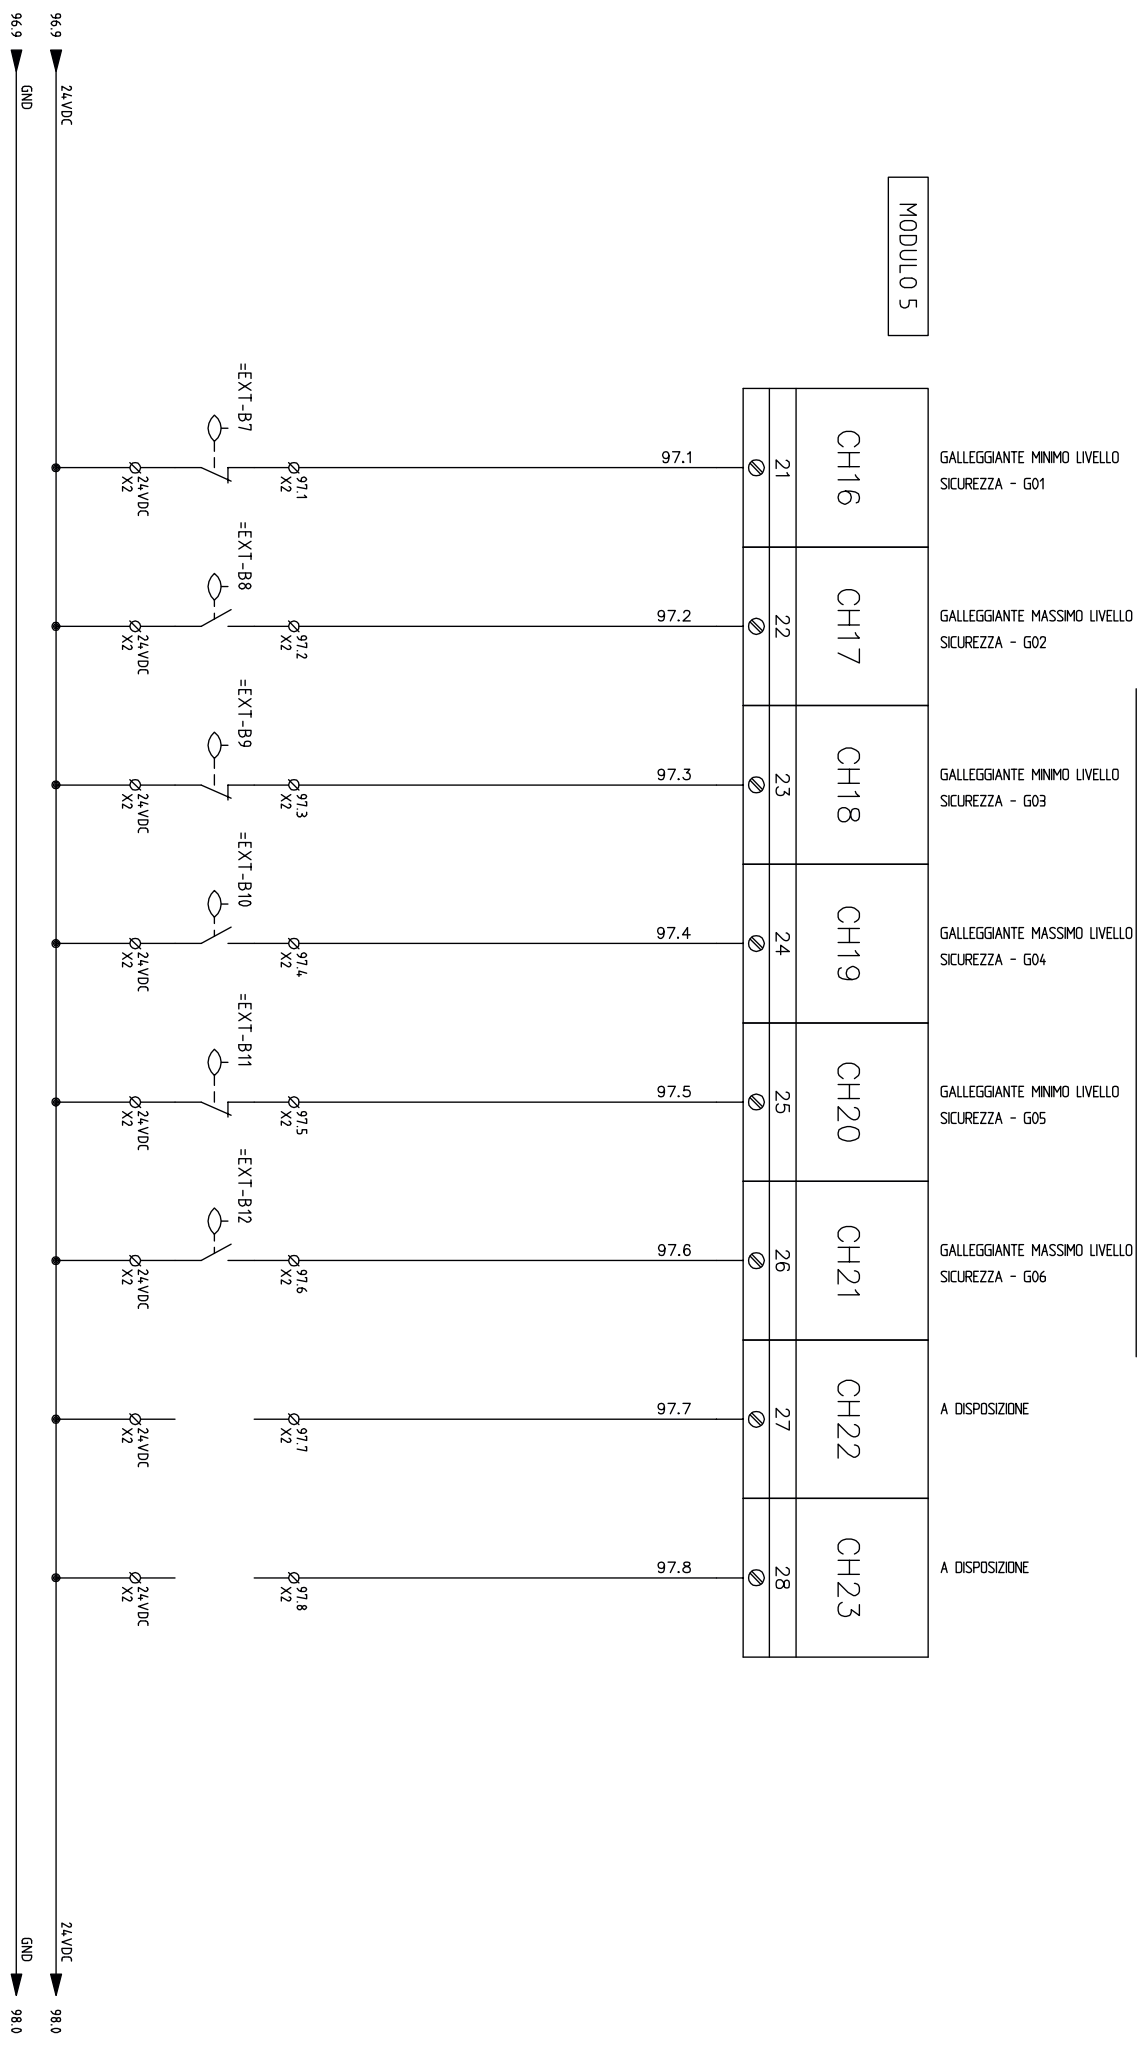 96.9
GND
96.9
24VDC
MODULO 5
GALLEGGIANTE MINIMO LIVELLO
SICUREZZA - G01
CH16
21
97.1
97.1
X2
=EXT-B7
24VDC
X2
GALLEGGIANTE MASSIMO LIVELLO
SICUREZZA - G02
CH17
22
97.2
97.2
X2
=EXT-B8
24VDC
X2
GALLEGGIANTE MINIMO LIVELLO
SICUREZZA - G03
CH18
23
97.3
97.3
X2
=EXT-B9
24VDC
X2
GALLEGGIANTE MASSIMO LIVELLO
SICUREZZA - G04
CH19
24
97.4
97.4
X2
=EXT-B10
24VDC
X2
GALLEGGIANTE MINIMO LIVELLO
SICUREZZA - G05
CH20
25
97.5
97.5
X2
=EXT-B11
24VDC
X2
GALLEGGIANTE MASSIMO LIVELLO
SICUREZZA - G06
CH21
26
97.6
97.6
X2
=EXT-B12
24VDC
X2
A DISPOSIZIONE
CH22
27
97.7
97.7
X2
24VDC
X2
A DISPOSIZIONE
CH23
28
97.8
97.8
X2
24VDC
X2
24VDC
98.0
GND
98.0